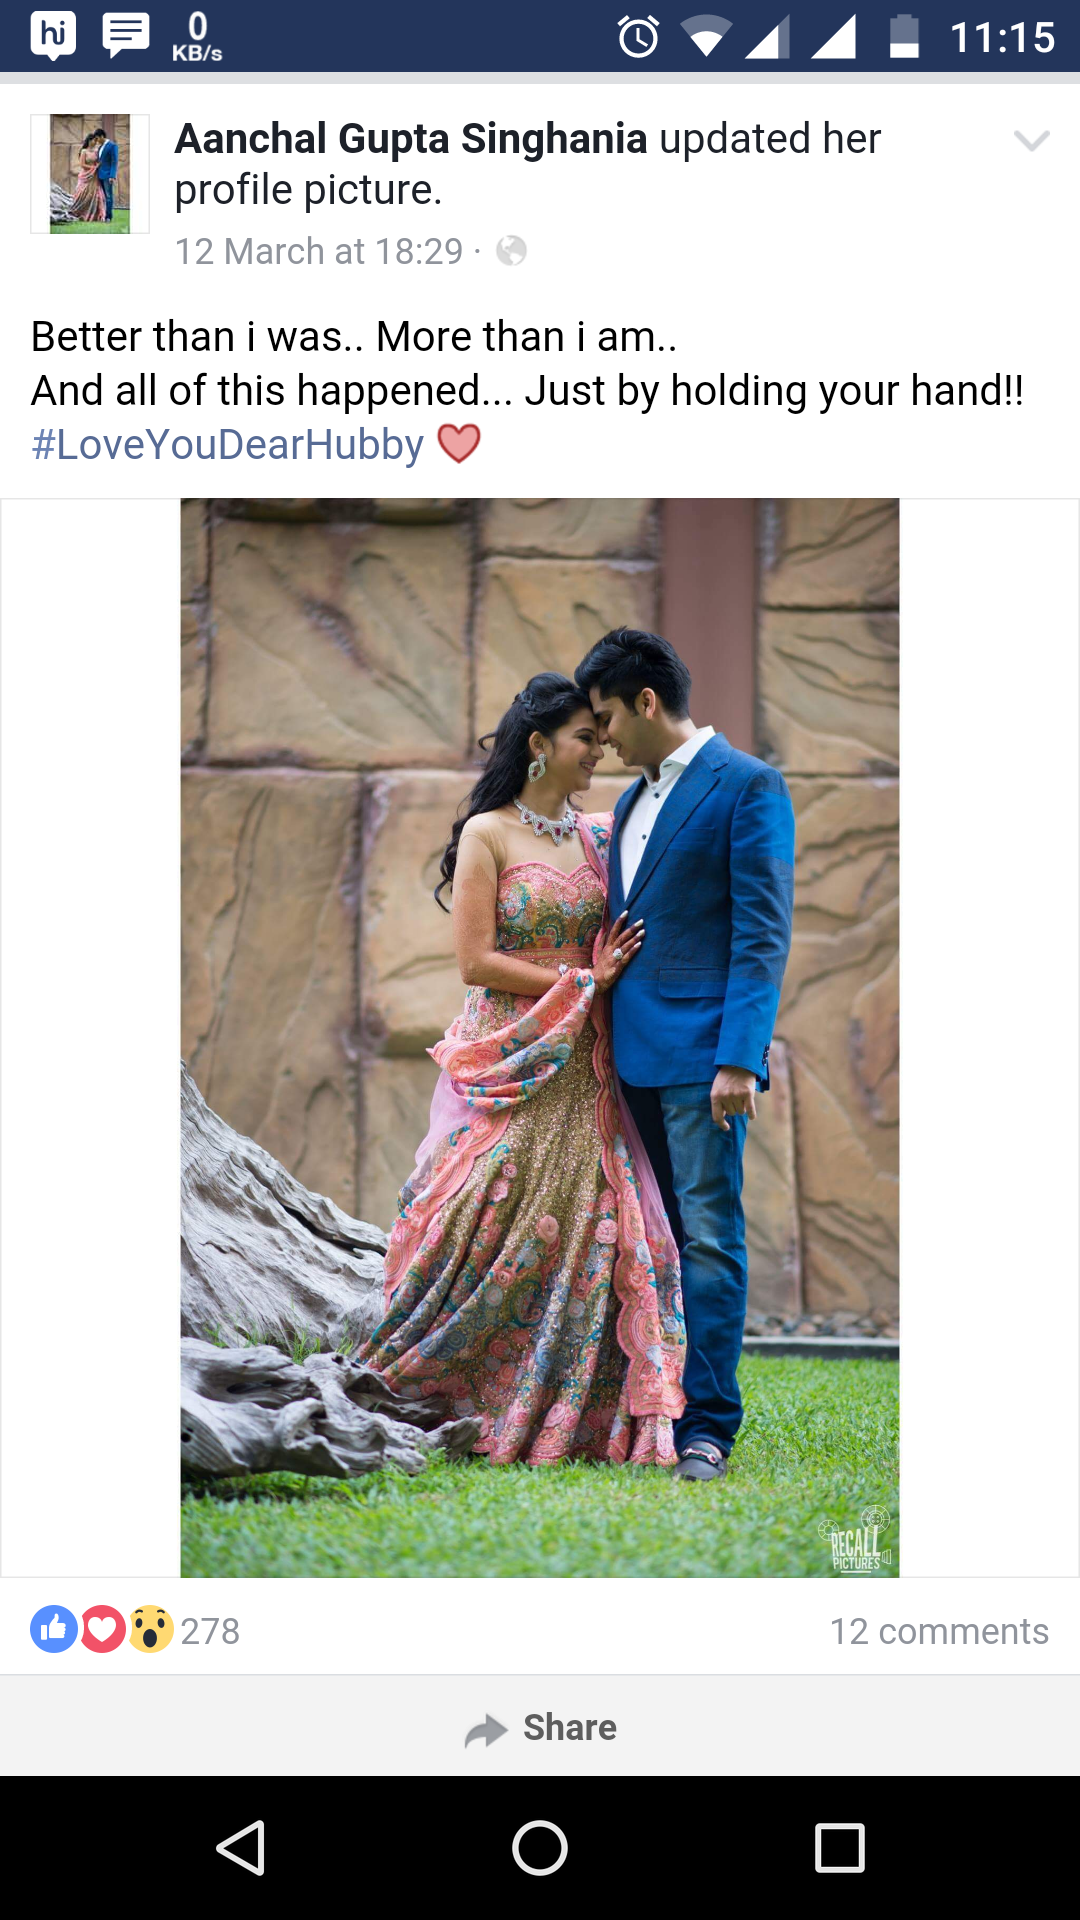 hi
0
KB/s
11:15
Aanchal Gupta Singhania updated her
profile picture.
12 March at 18:29 ·
Better than i was.. More than i am..
And all of this happened... Just by holding your hand!!
#LoveYouDearHubby
RECALL
PICTURES
278
12 comments
Share